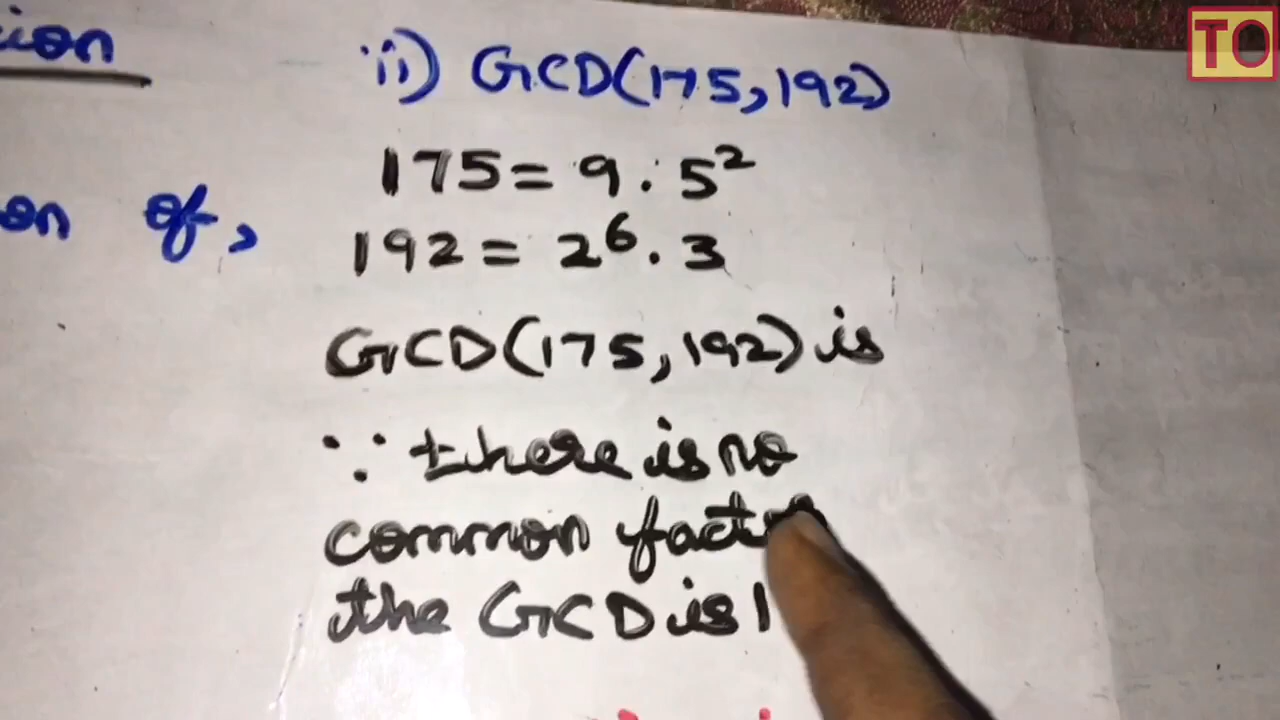 TO
ion
ii) GCD(175,192)
175 = 9 . 5²
on of,
192 = 2⁶ . 3
GCD(175,192) is
∵ there is no
common factor
the GCD is 1